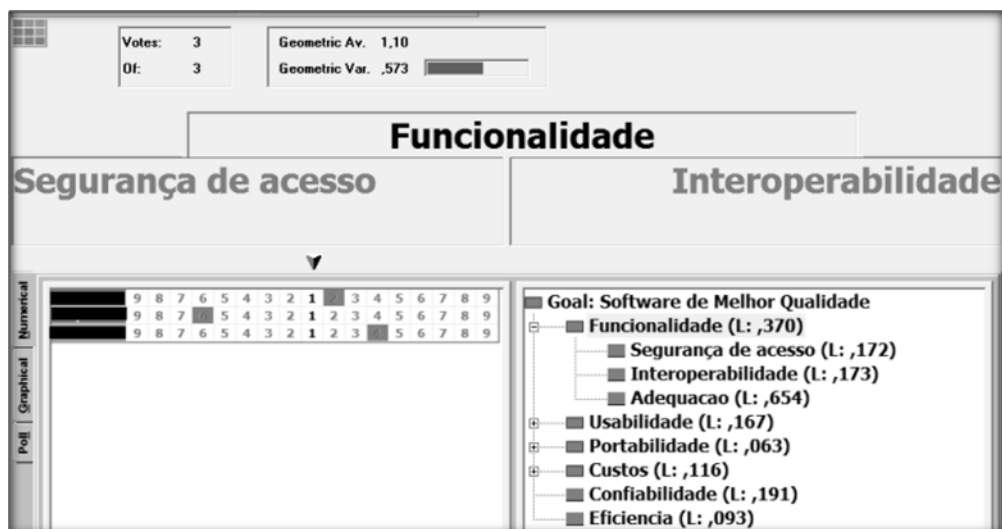 Votes: 3
Of: 3
Geometric Av. 1,10
Geometric Var. ,573
Funcionalidade
Segurança de acesso
Interoperabilidade
Numerical
Graphical
Poll
9 8 7 6 5 4 3 2 1 2 3 4 5 6 7 8 9
9 8 7 6 5 4 3 2 1 2 3 4 5 6 7 8 9
9 8 7 6 5 4 3 2 1 2 3 4 5 6 7 8 9
Goal: Software de Melhor Qualidade
Funcionalidade (L: ,370)
Segurança de acesso (L: ,172)
Interoperabilidade (L: ,173)
Adequacao (L: ,654)
Usabilidade (L: ,167)
Portabilidade (L: ,063)
Custos (L: ,116)
Confiabilidade (L: ,191)
Eficiencia (L: ,093)